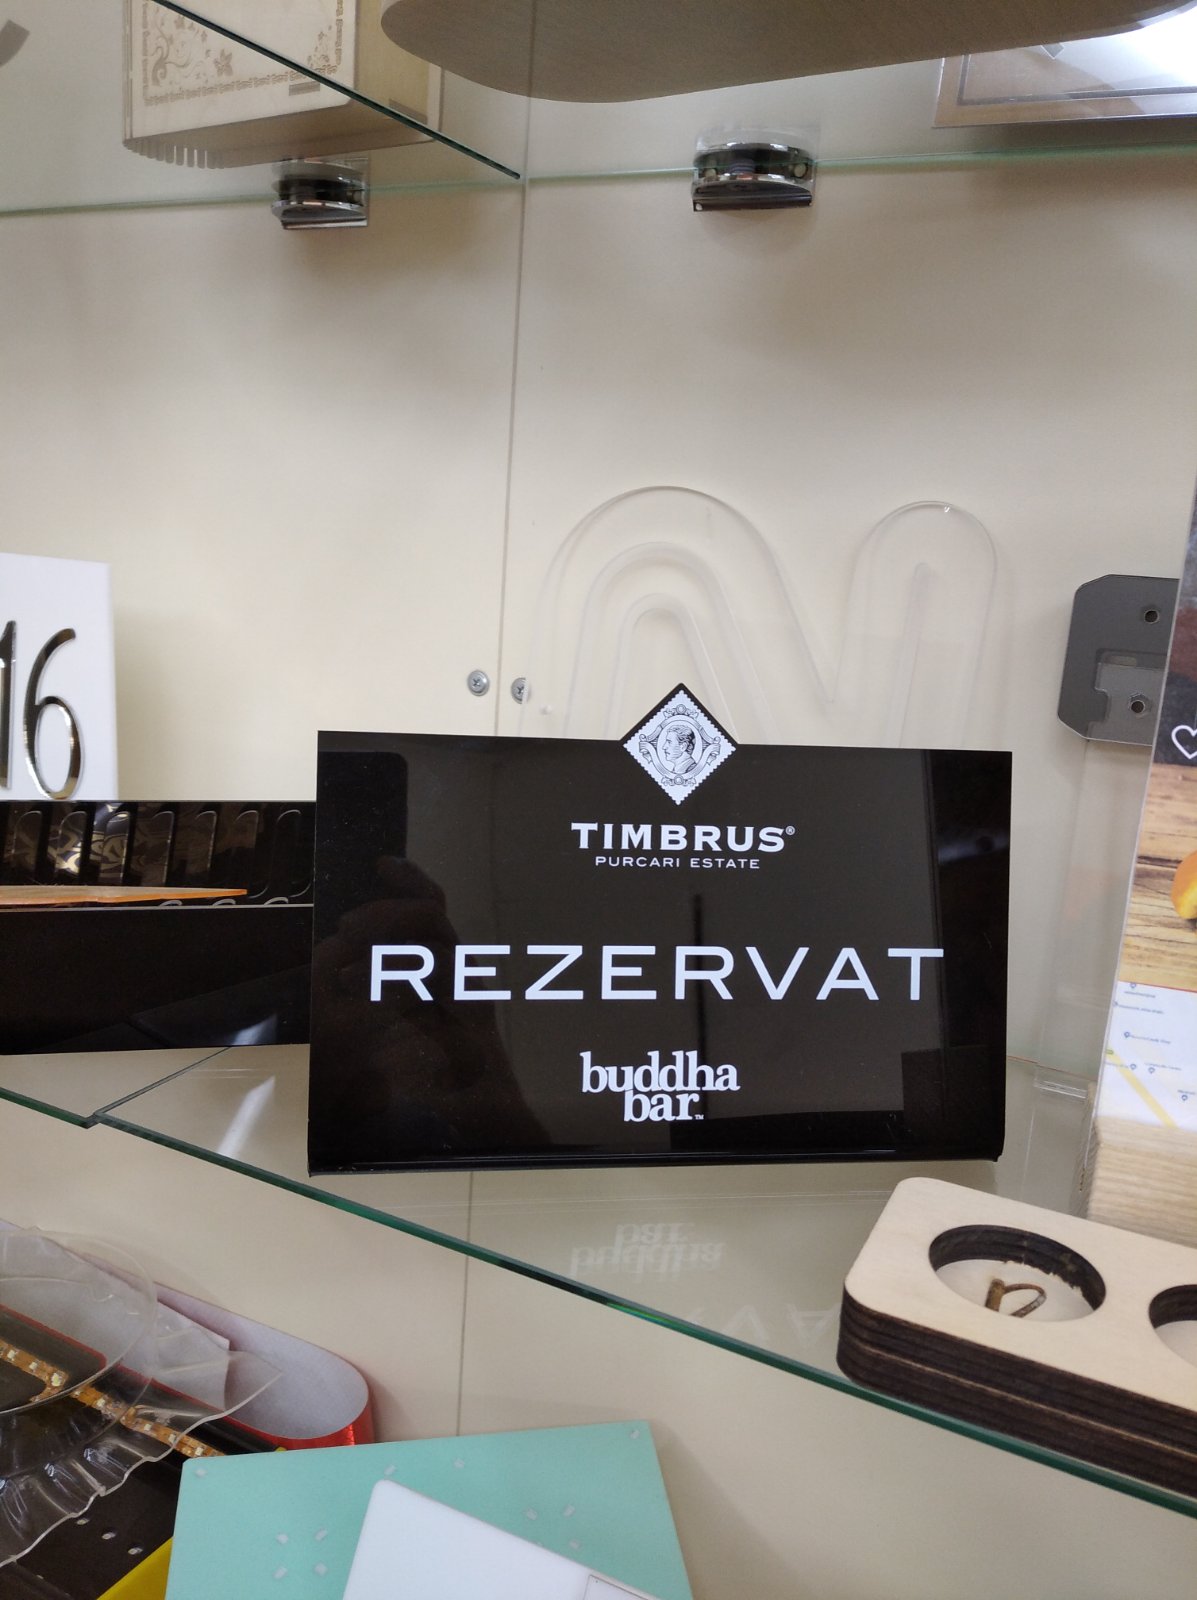 16
TIMBRUS®
PURCARI ESTATE
REZERVAT
buddha
bar™